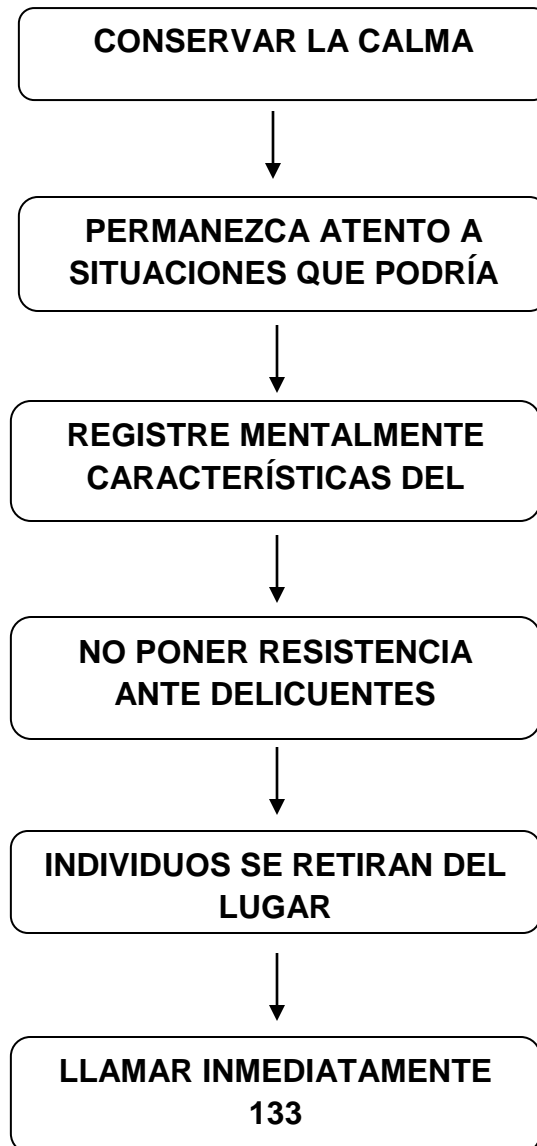 CONSERVAR LA CALMA
PERMANEZCA ATENTO A
SITUACIONES QUE PODRÍA
REGISTRE MENTALMENTE
CARACTERÍSTICAS DEL
NO PONER RESISTENCIA
ANTE DELICUENTES
INDIVIDUOS SE RETIRAN DEL
LUGAR
LLAMAR INMEDIATAMENTE
133